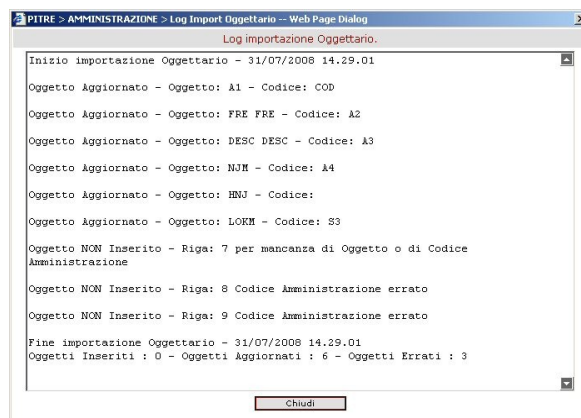 PITRE > AMMINISTRAZIONE > Log Import Oggettario -- Web Page Dialog
Log importazione Oggettario.
Inizio importazione Oggettario - 31/07/2008 14.29.01
Oggetto Aggiornato - Oggetto: A1 - Codice: COD
Oggetto Aggiornato - Oggetto: FRE FRE - Codice: A2
Oggetto Aggiornato - Oggetto: DESC DESC - Codice: A3
Oggetto Aggiornato - Oggetto: NJM - Codice: A4
Oggetto Aggiornato - Oggetto: HNJ - Codice:
Oggetto Aggiornato - Oggetto: LOKM - Codice: S3
Oggetto NON Inserito - Riga: 7 per mancanza di Oggetto o di Codice
Amministrazione
Oggetto NON Inserito - Riga: 8 Codice Amministrazione errato
Oggetto NON Inserito - Riga: 9 Codice Amministrazione errato
Fine importazione Oggettario - 31/07/2008 14.29.01
Oggetti Inseriti : 0 - Oggetti Aggiornati : 6 - Oggetti Errati : 3
Chiudi